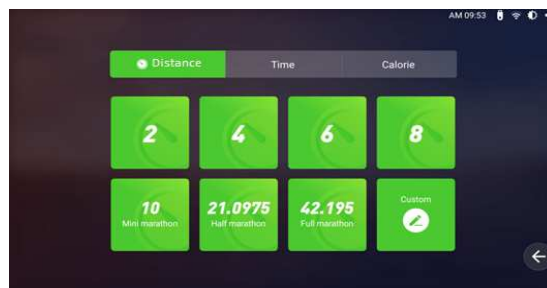 AM 09:53
Distance
Time
Calorie
2
4
6
8
10
Mini marathon
21.0975
Half marathon
42.195
Full marathon
Custom